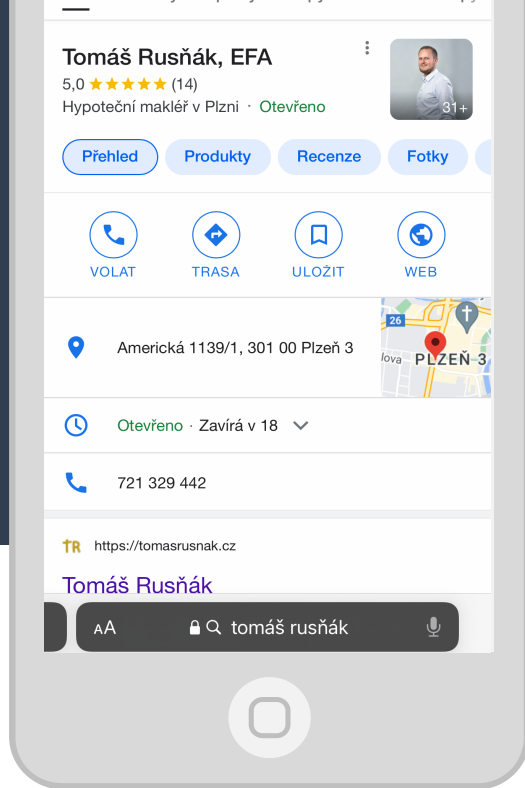 Tomáš Rusňák, EFA
5,0 ★★★★★ (14)
Hypoteční makléř v Plzni · Otevřeno
31+
Přehled Produkty Recenze Fotky
VOLAT TRASA ULOŽIT WEB
Americká 1139/1, 301 00 Plzeň 3
26
lova PLZEŇ 3
Otevřeno · Zavírá v 18
721 329 442
TR https://tomasrusnak.cz
Tomáš Rusňák
AA tomáš rusňák